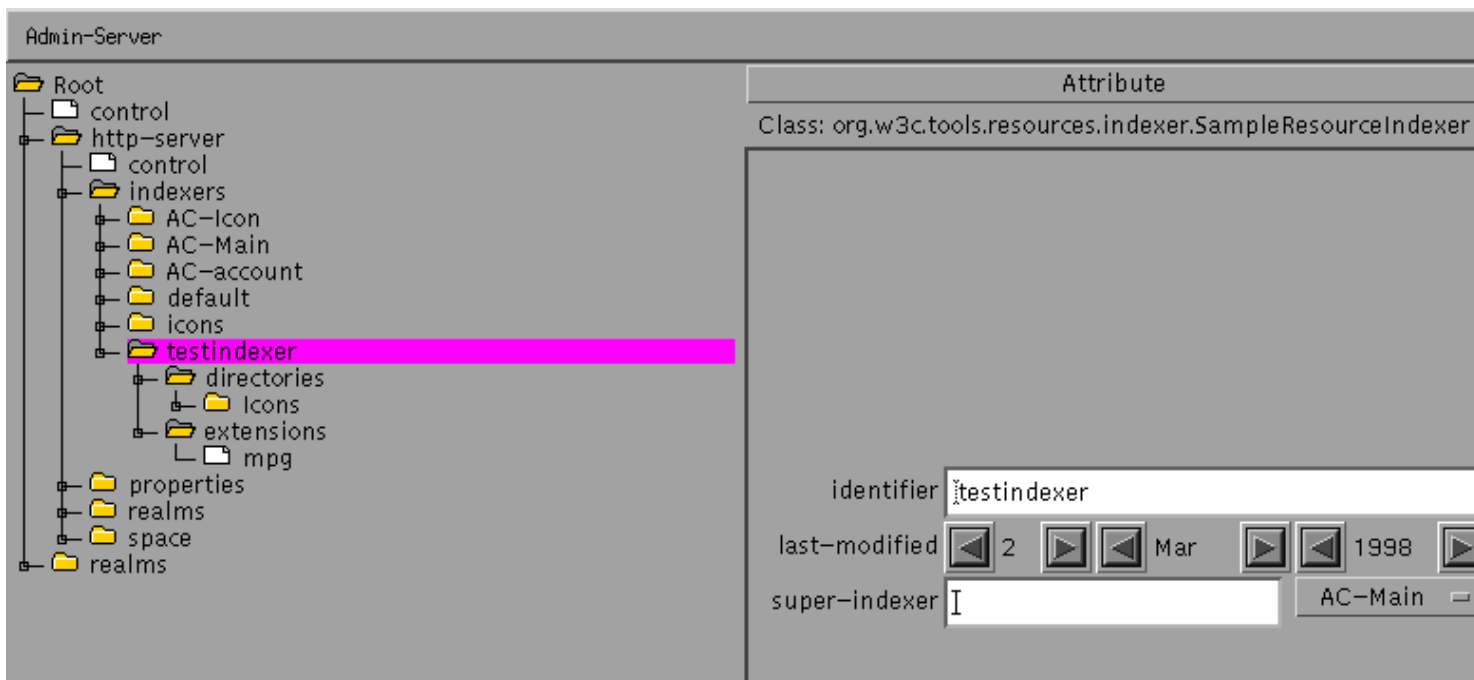 Admin-Server
Root
control
http-server
control
indexers
AC-Icon
AC-Main
AC-account
default
icons
testindexer
directories
Icons
extensions
mpg
properties
realms
space
realms
Attribute
Class: org.w3c.tools.resources.indexer.SampleResourceIndexer
identifier testindexer
last-modified 2 Mar 1998
super-indexer AC-Main